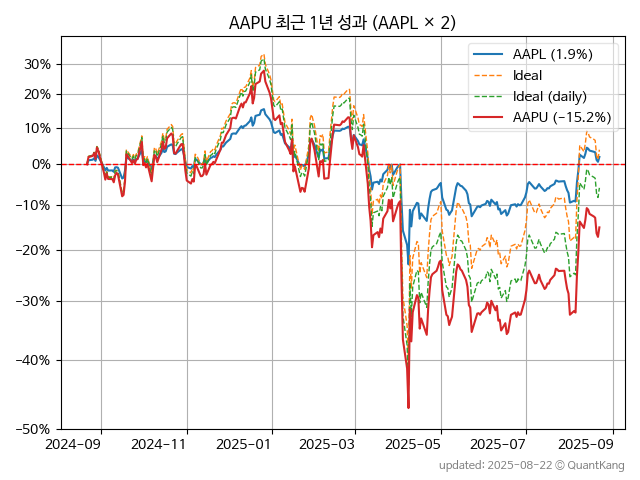 AAPU 최근 1년 성과 (AAPL × 2)
AAPL (1.9%)
Ideal
Ideal (daily)
AAPU (−15.2%)
30%
20%
10%
0%
−10%
−20%
−30%
−40%
−50%
2024-09 2024-11 2025-01 2025-03 2025-05 2025-07 2025-09
updated: 2025-08-22 © QuantKang